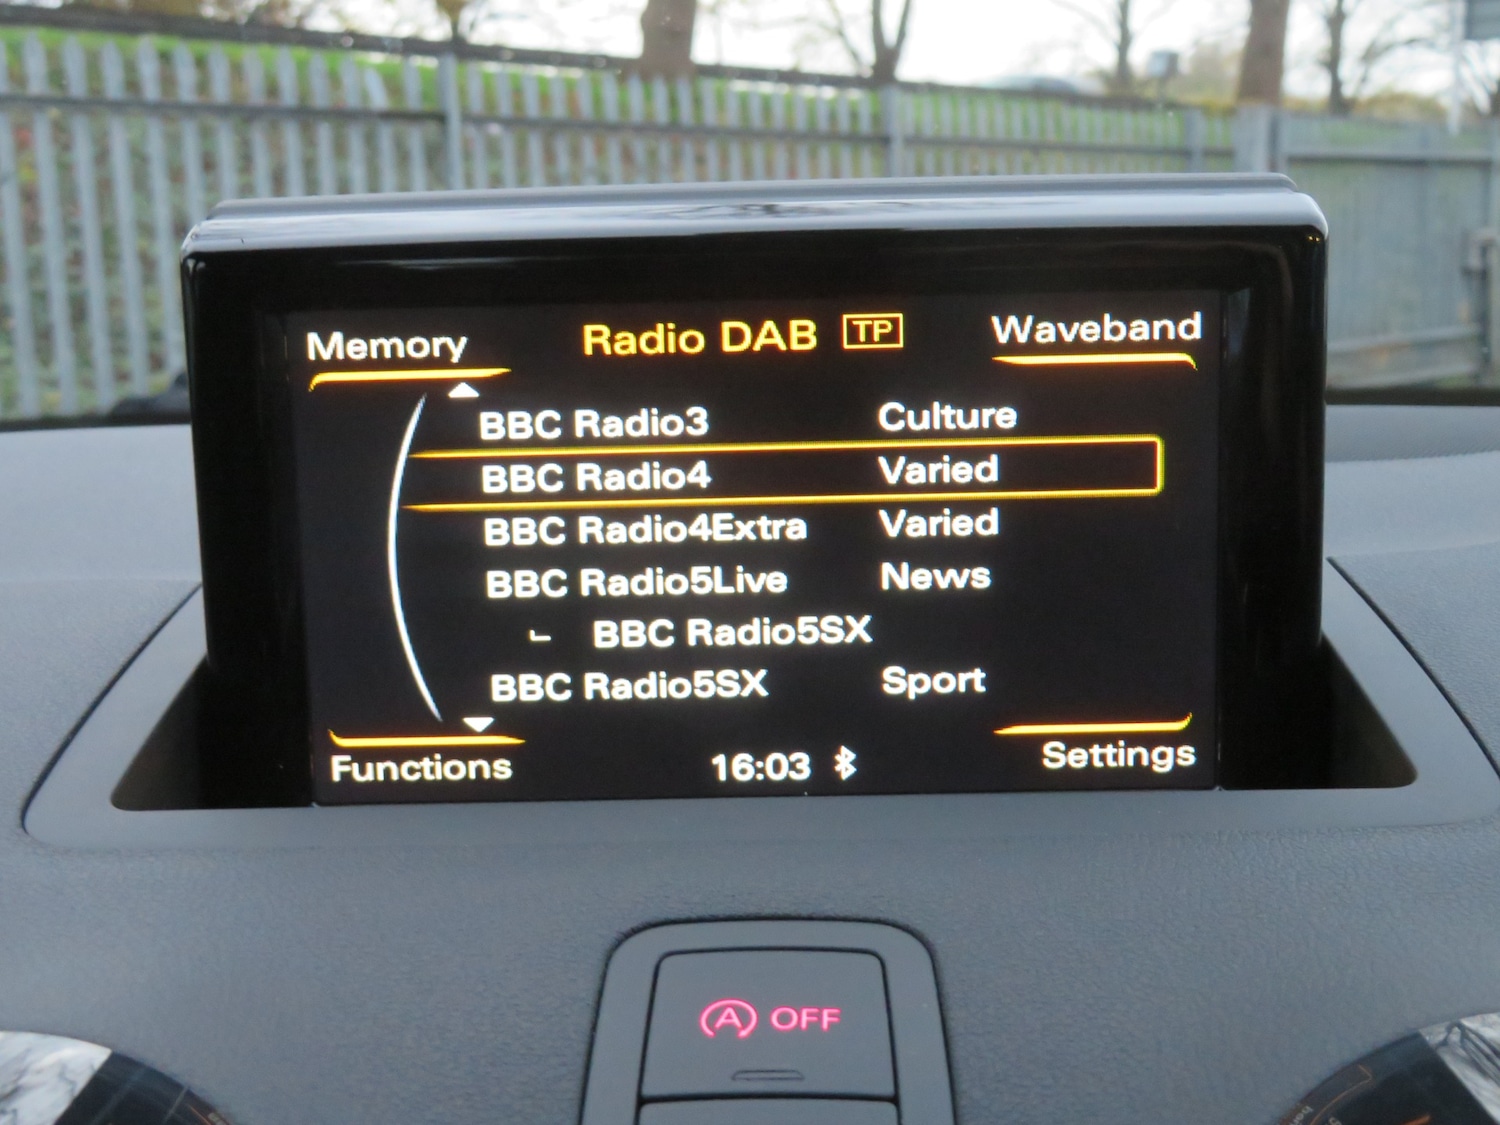 Memory Radio DAB TP Waveband
BBC Radio3 Culture
BBC Radio4 Varied
BBC Radio4Extra Varied
BBC Radio5Live News
BBC Radio5SX
BBC Radio5SX Sport
Functions 16:03 Settings
A OFF